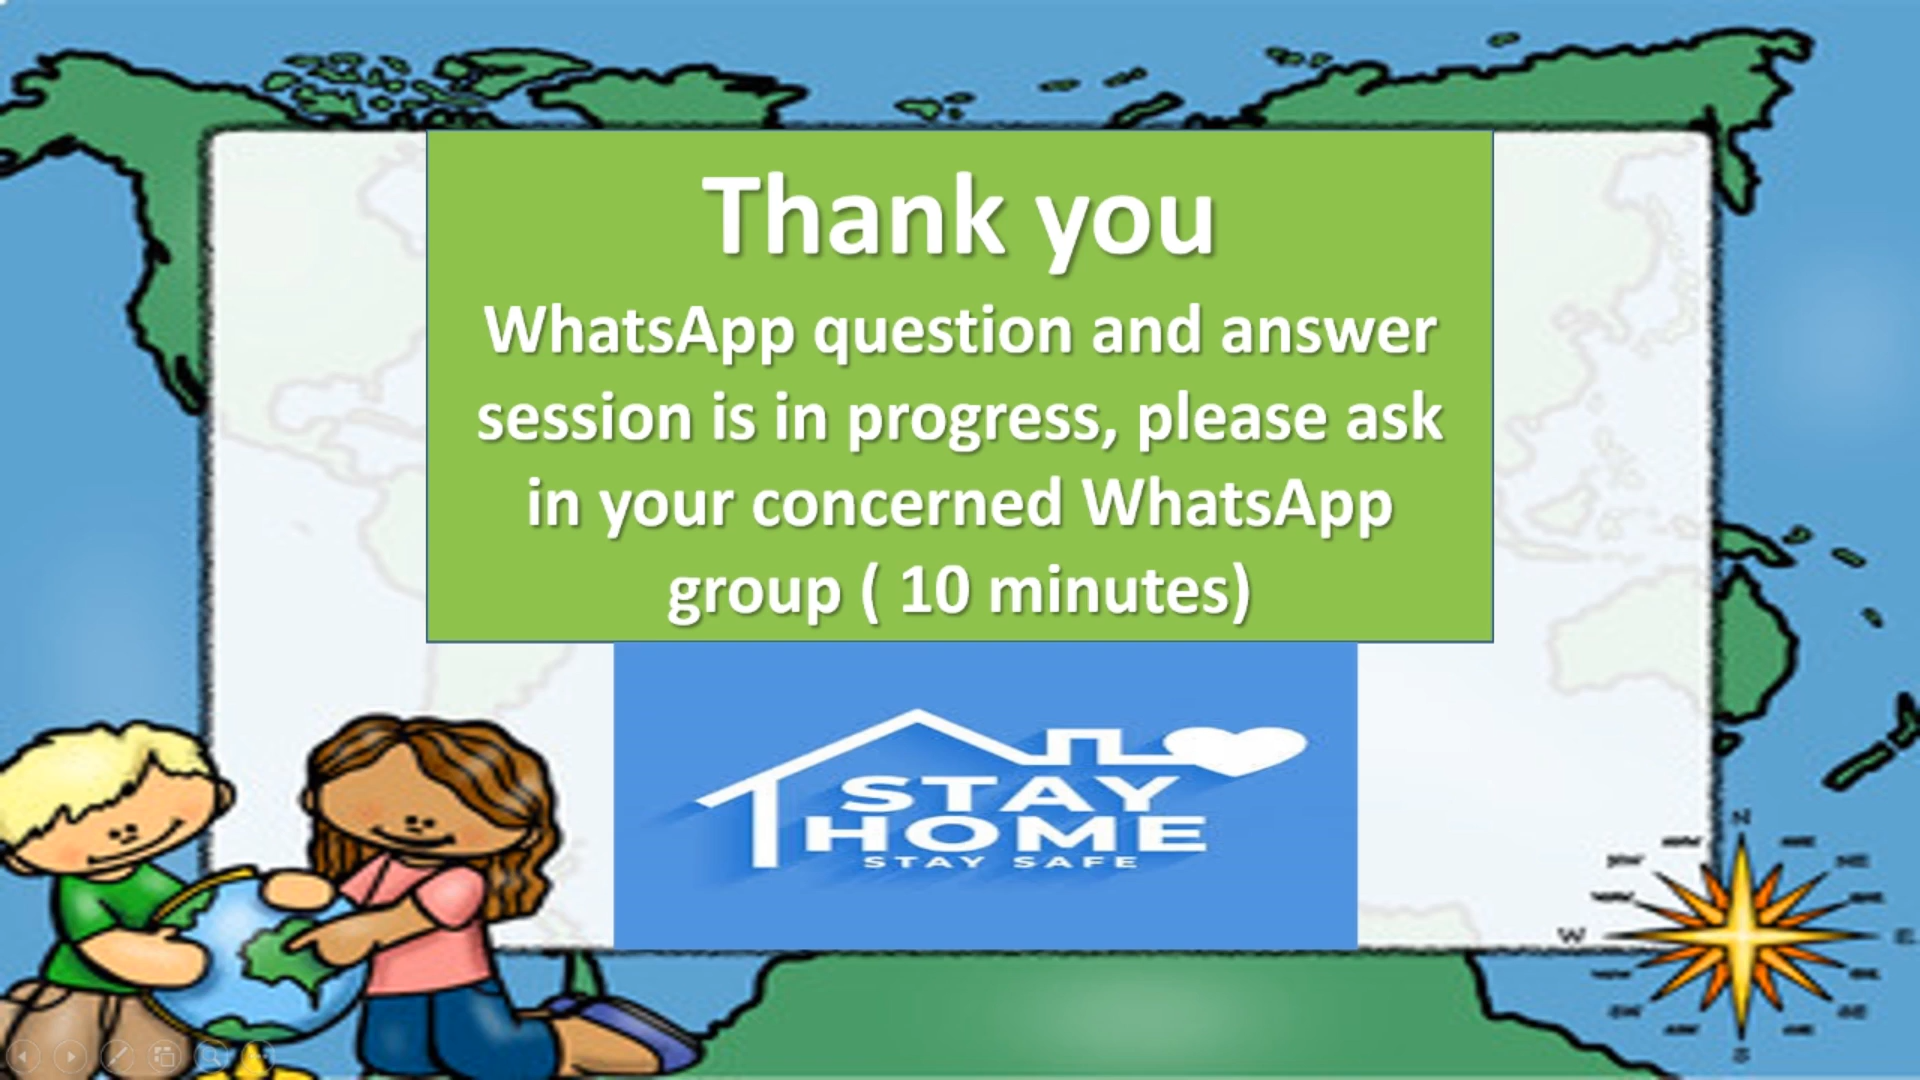 Thank you
WhatsApp question and answer
session is in progress, please ask
in your concerned WhatsApp
group ( 10 minutes)
STAY
HOME
STAY SAFE
N
NE
W
E
S